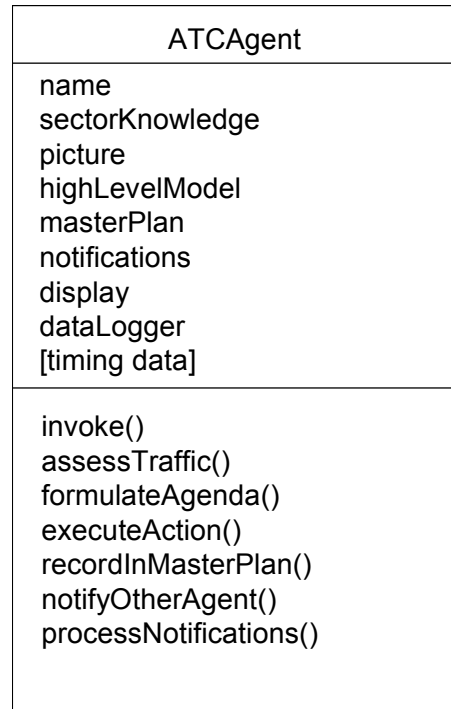 ATCAgent
name
sectorKnowledge
picture
highLevelModel
masterPlan
notifications
display
dataLogger
[timing data]
invoke()
assessTraffic()
formulateAgenda()
executeAction()
recordInMasterPlan()
notifyOtherAgent()
processNotifications()